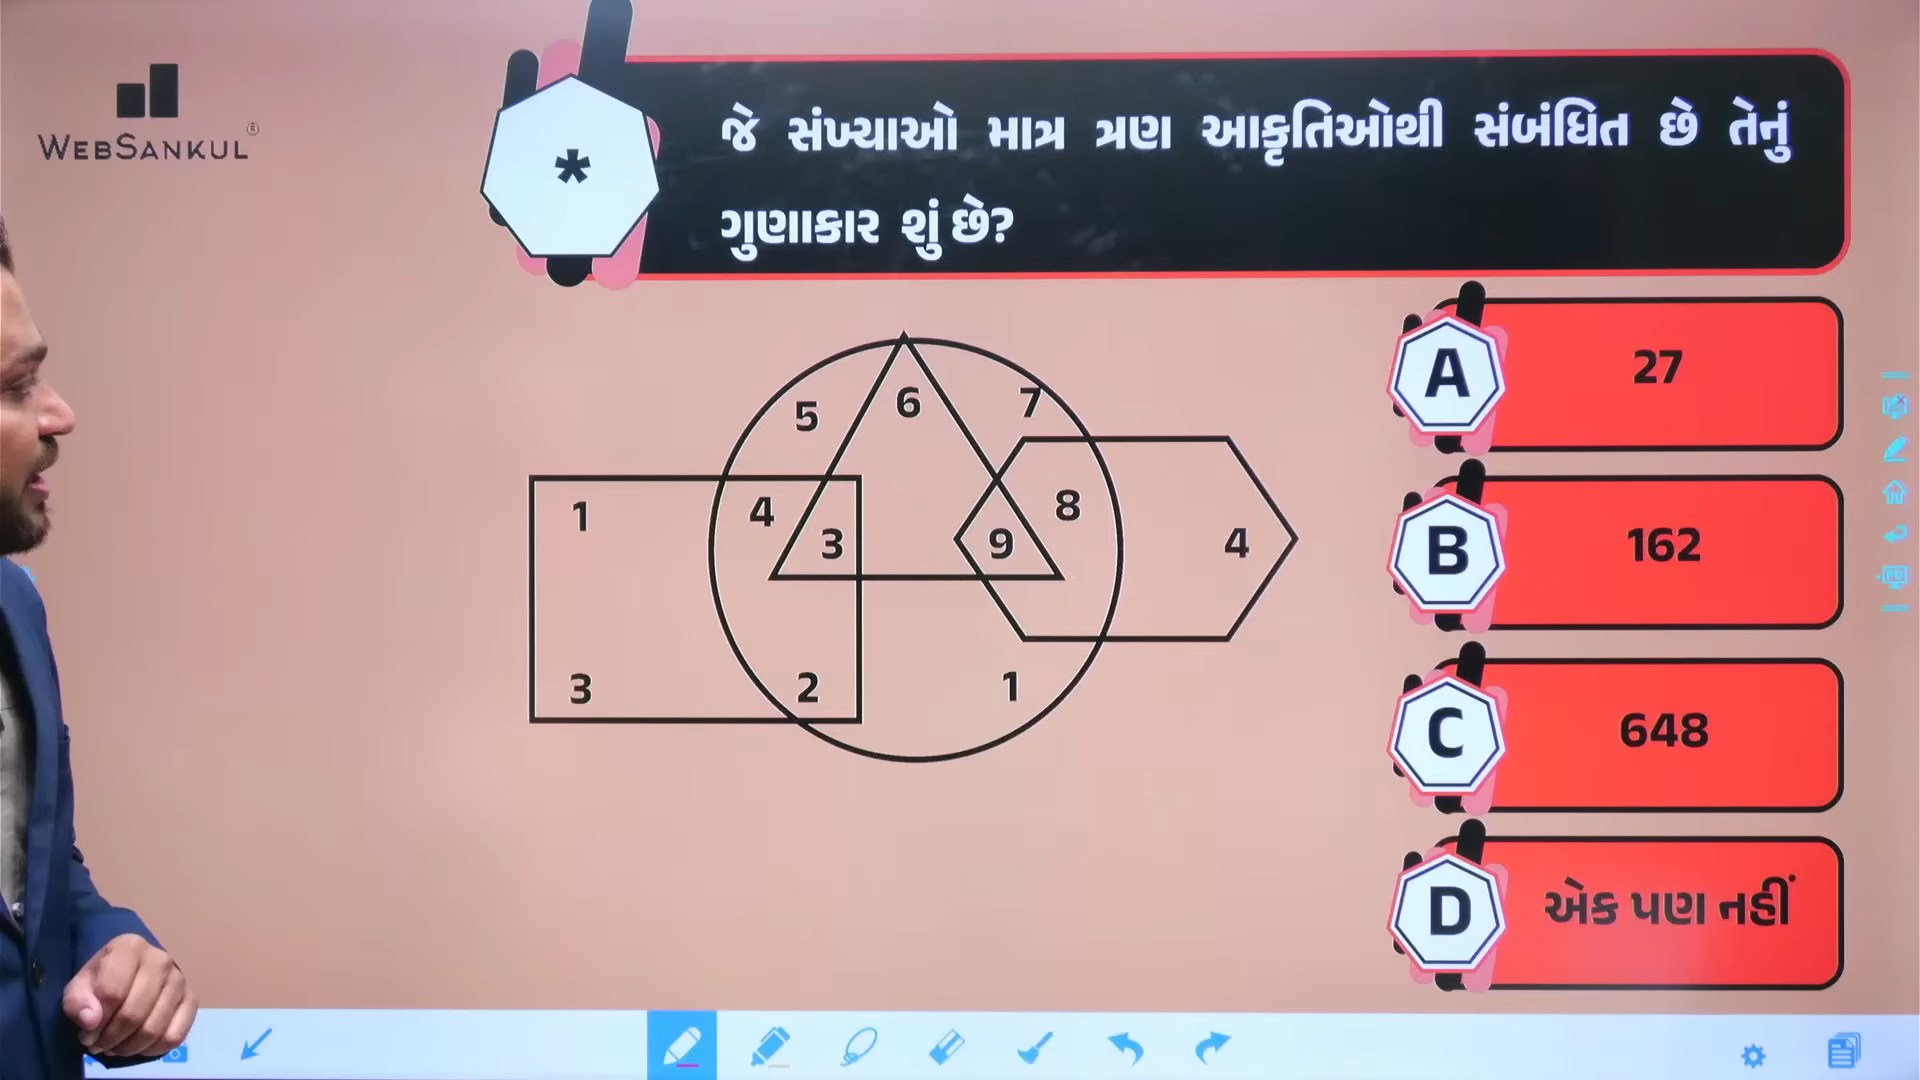 WEBSANKUL®
*
જે સંખ્યાઓ માત્ર ત્રણ આકૃતિઓથી સંબંધિત છે તેનું
ગુણાકાર શું છે?
5 6 7
1 4 3 9 8 4
3 2 1
A 27
B 162
C 648
D એક પણ નહીં